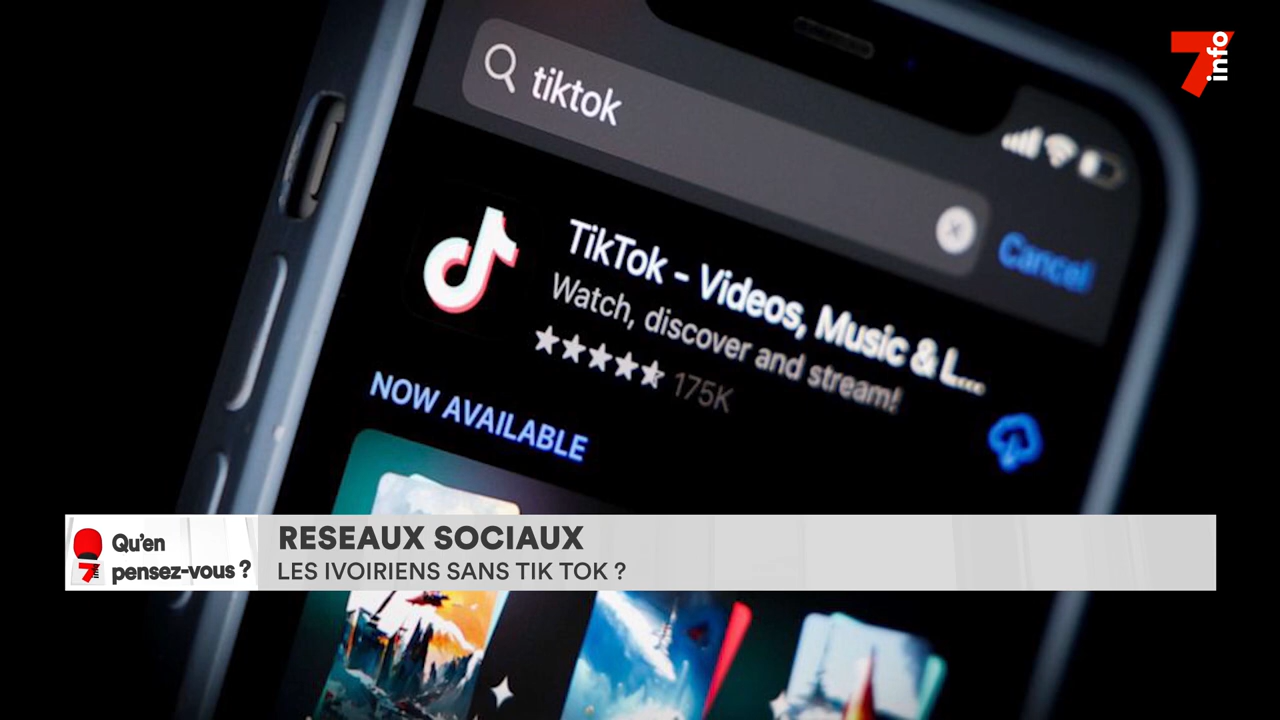 7info
tiktok
Cancel
TikTok - Videos, Music & L...
Watch, discover and stream!
175K
NOW AVAILABLE
Qu'en
pensez-vous ?
7
RESEAUX SOCIAUX
LES IVOIRIENS SANS TIK TOK ?